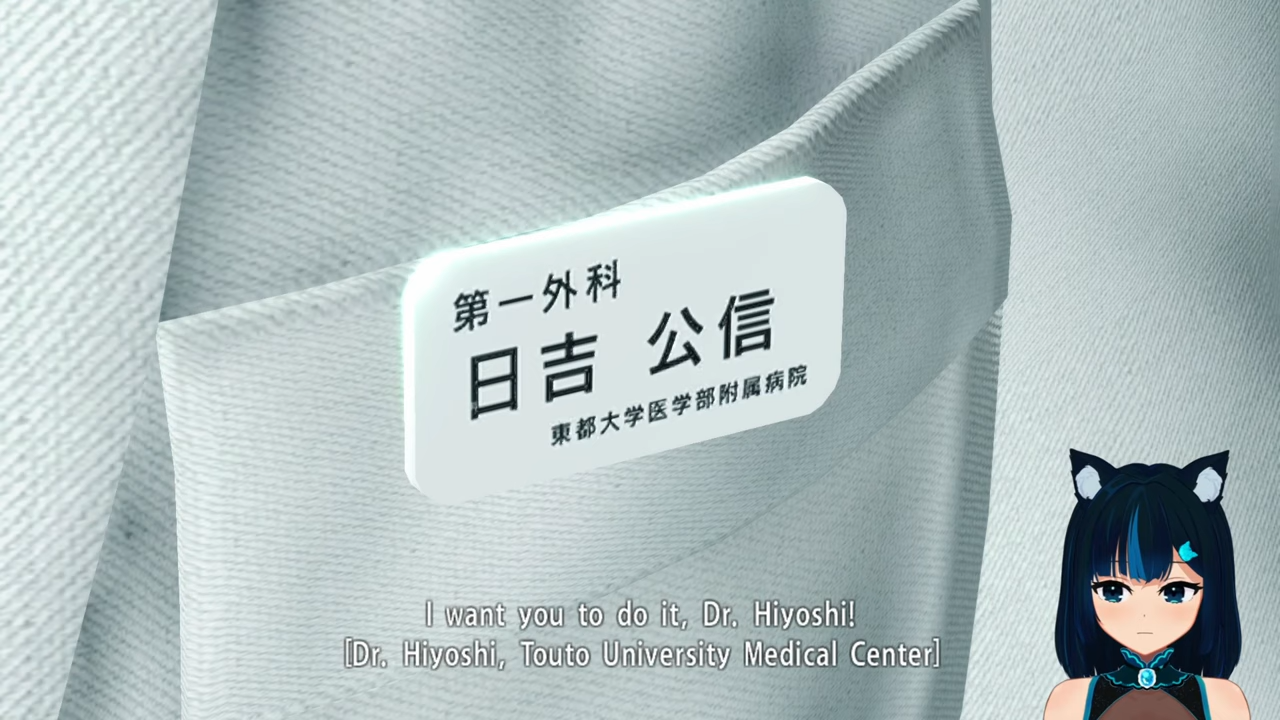 第一外科
日吉 公信
東都大学医学部附属病院
I want you to do it, Dr. Hiyoshi!
[Dr. Hiyoshi, Touto University Medical Center]